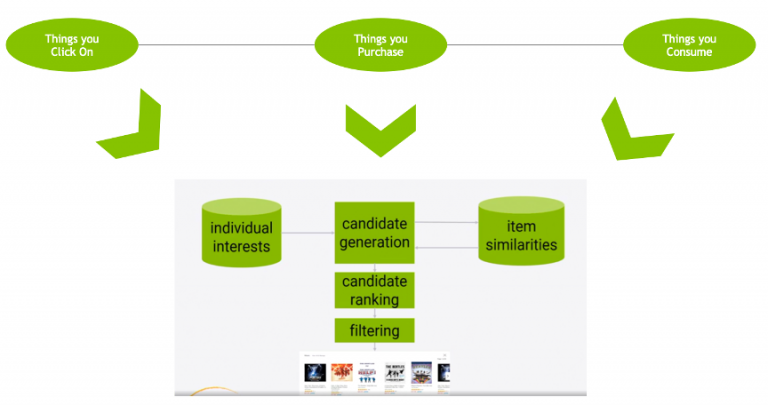 Things you
Click On
Things you
Purchase
Things you
Consume
individual
interests
candidate
generation
item
similarities
candidate
ranking
filtering